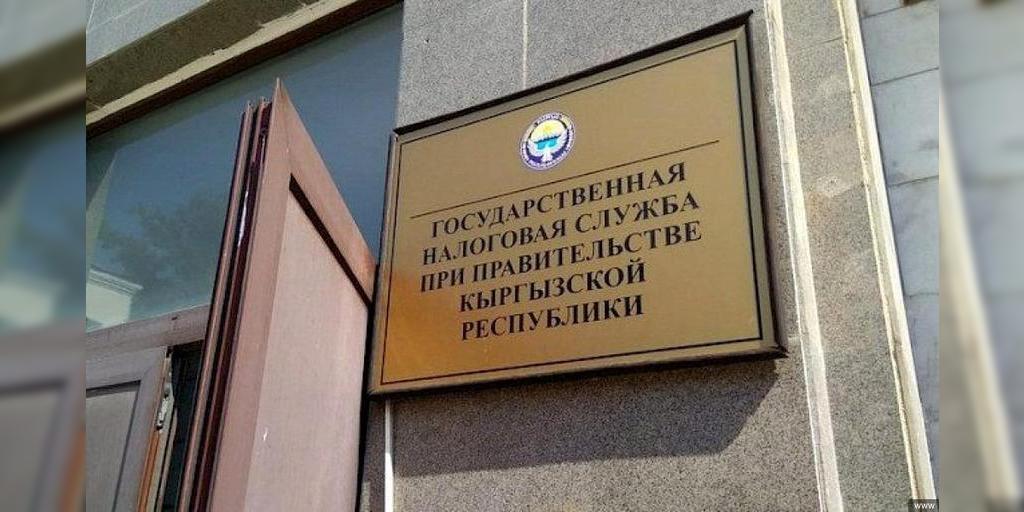 ГОСУДАРСТВЕННАЯ
НАЛОГОВАЯ СЛУЖБА
ПРИ ПРАВИТЕЛЬСТВЕ
КЫРГЫЗСКОЙ
РЕСПУБЛИКИ
www